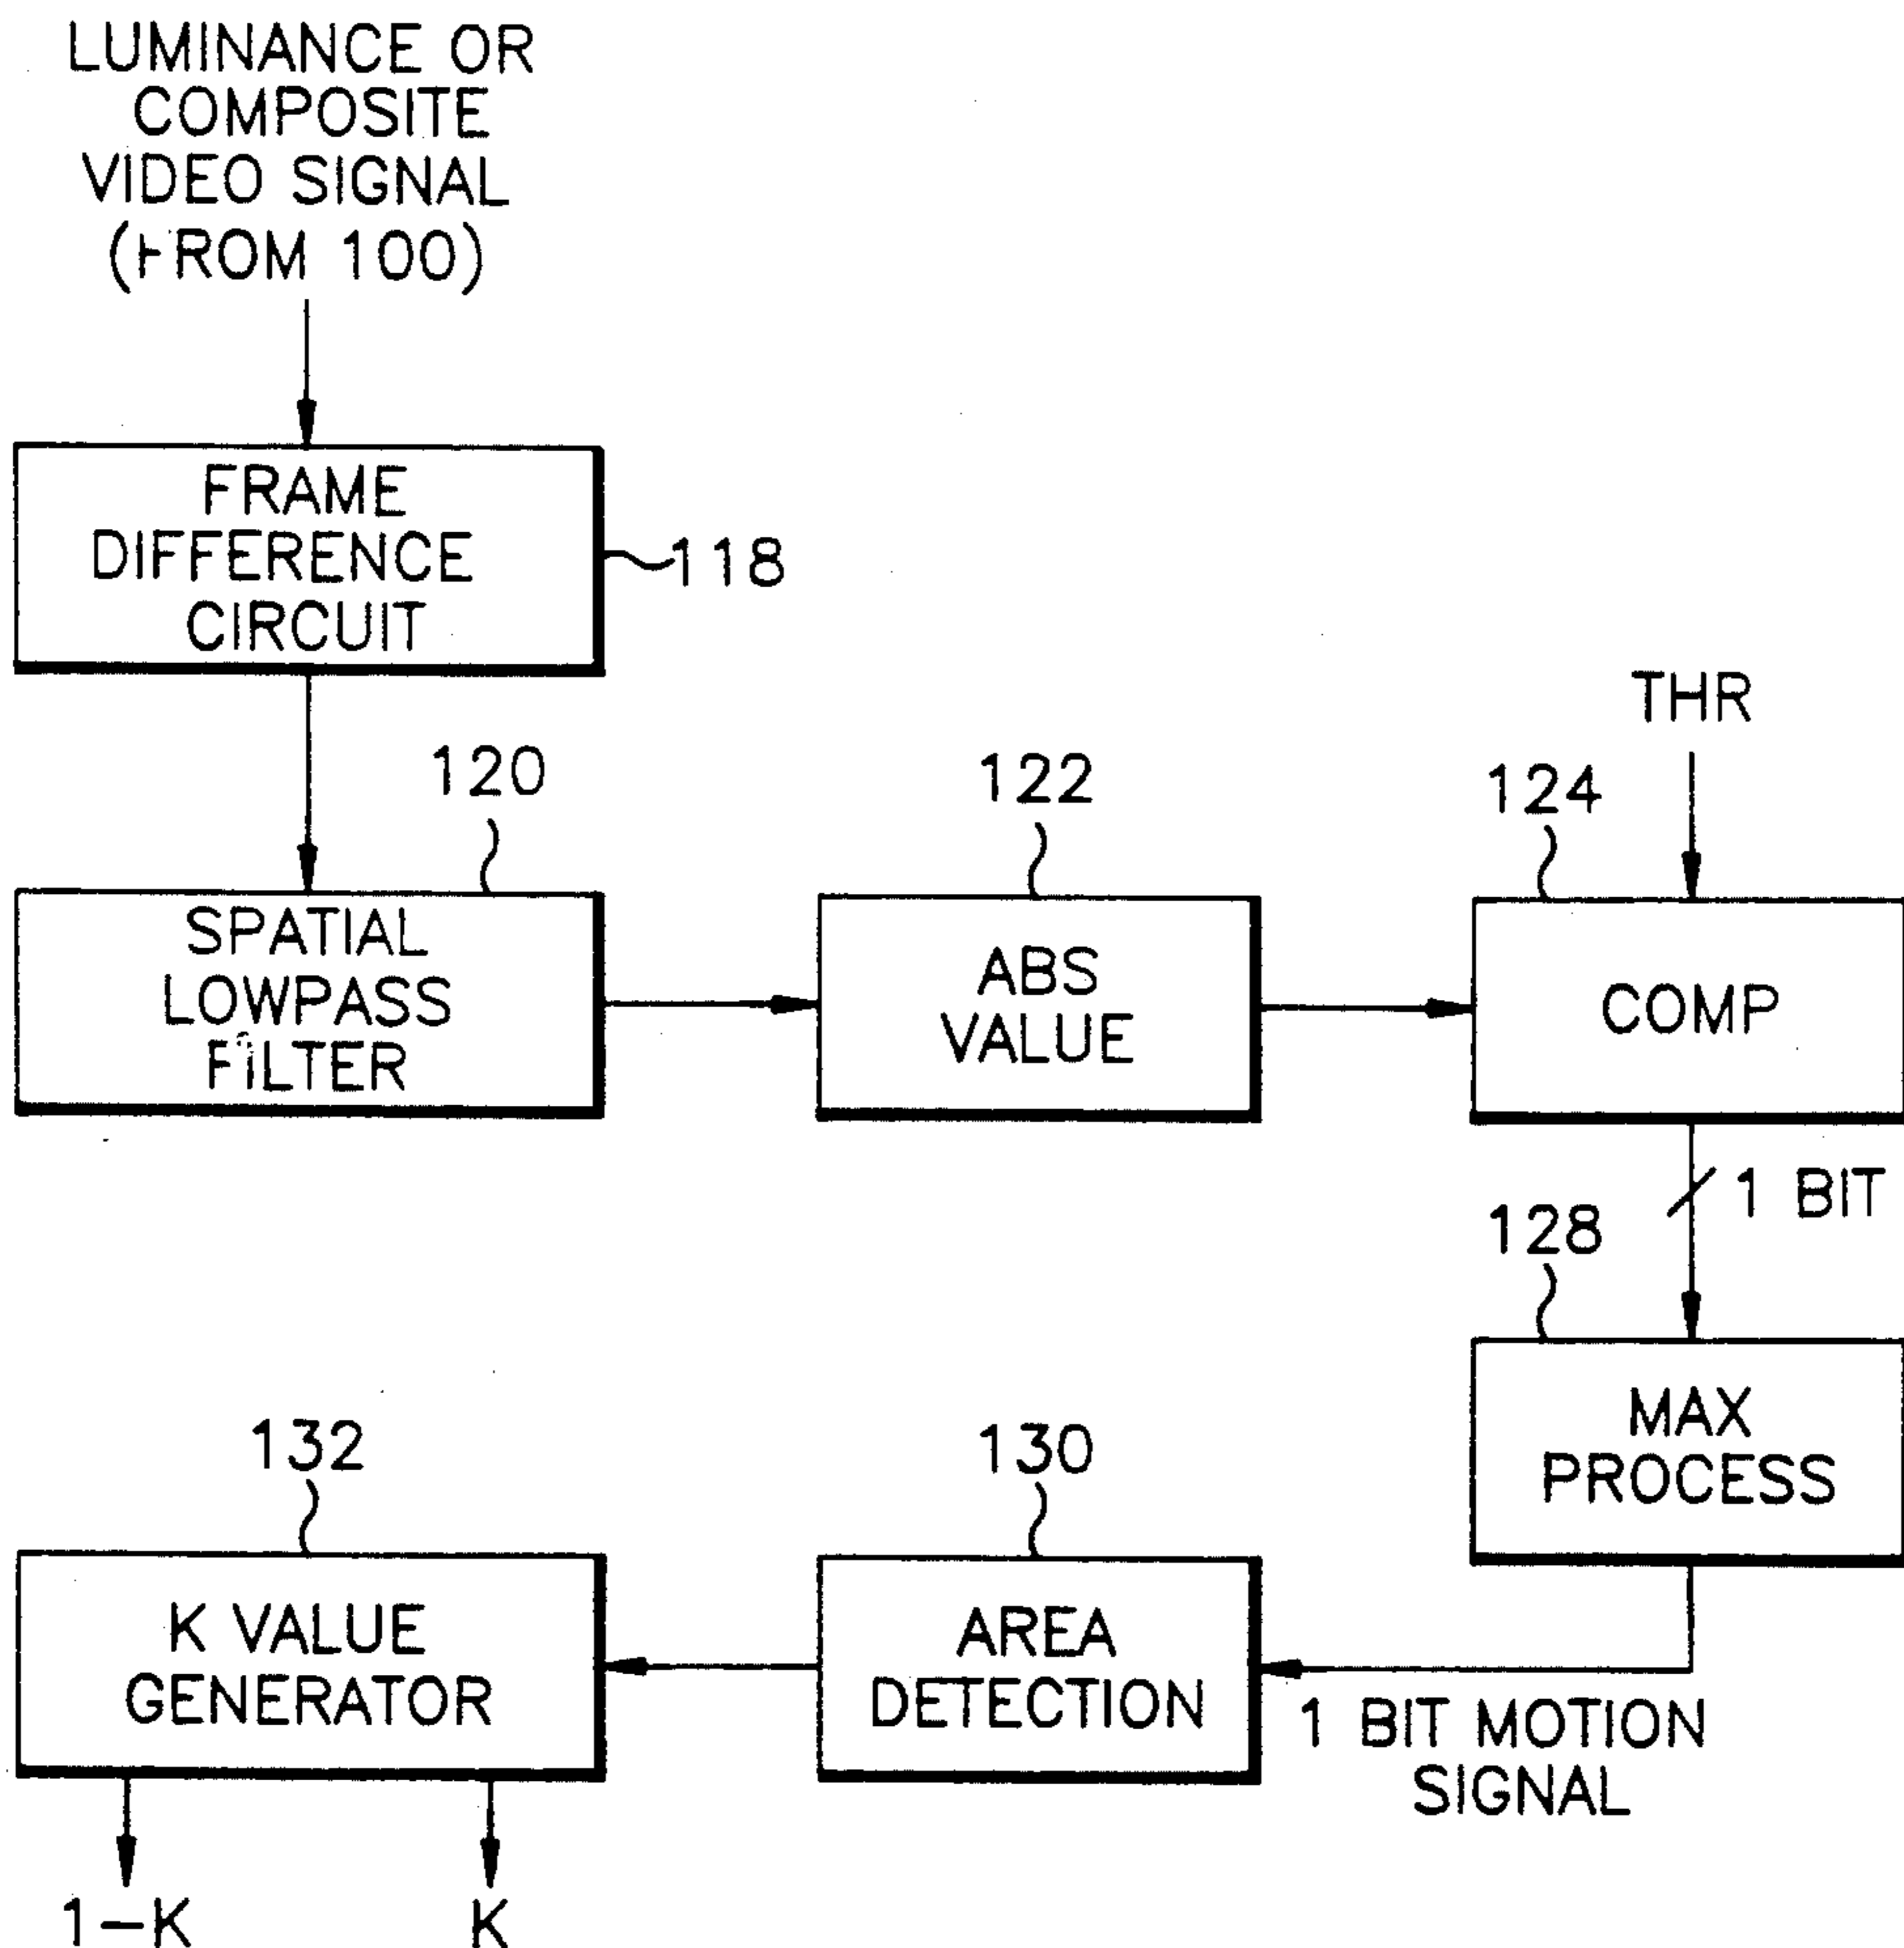 LUMINANCE OR
COMPOSITE
VIDEO SIGNAL
(FROM 100)
FRAME
DIFFERENCE
CIRCUIT
118
THR
120
122
124
SPATIAL
LOWPASS
FILTER
ABS
VALUE
COMP
1 BIT
128
MAX
PROCESS
132
130
K VALUE
GENERATOR
AREA
DETECTION
1 BIT MOTION
SIGNAL
1-K
K